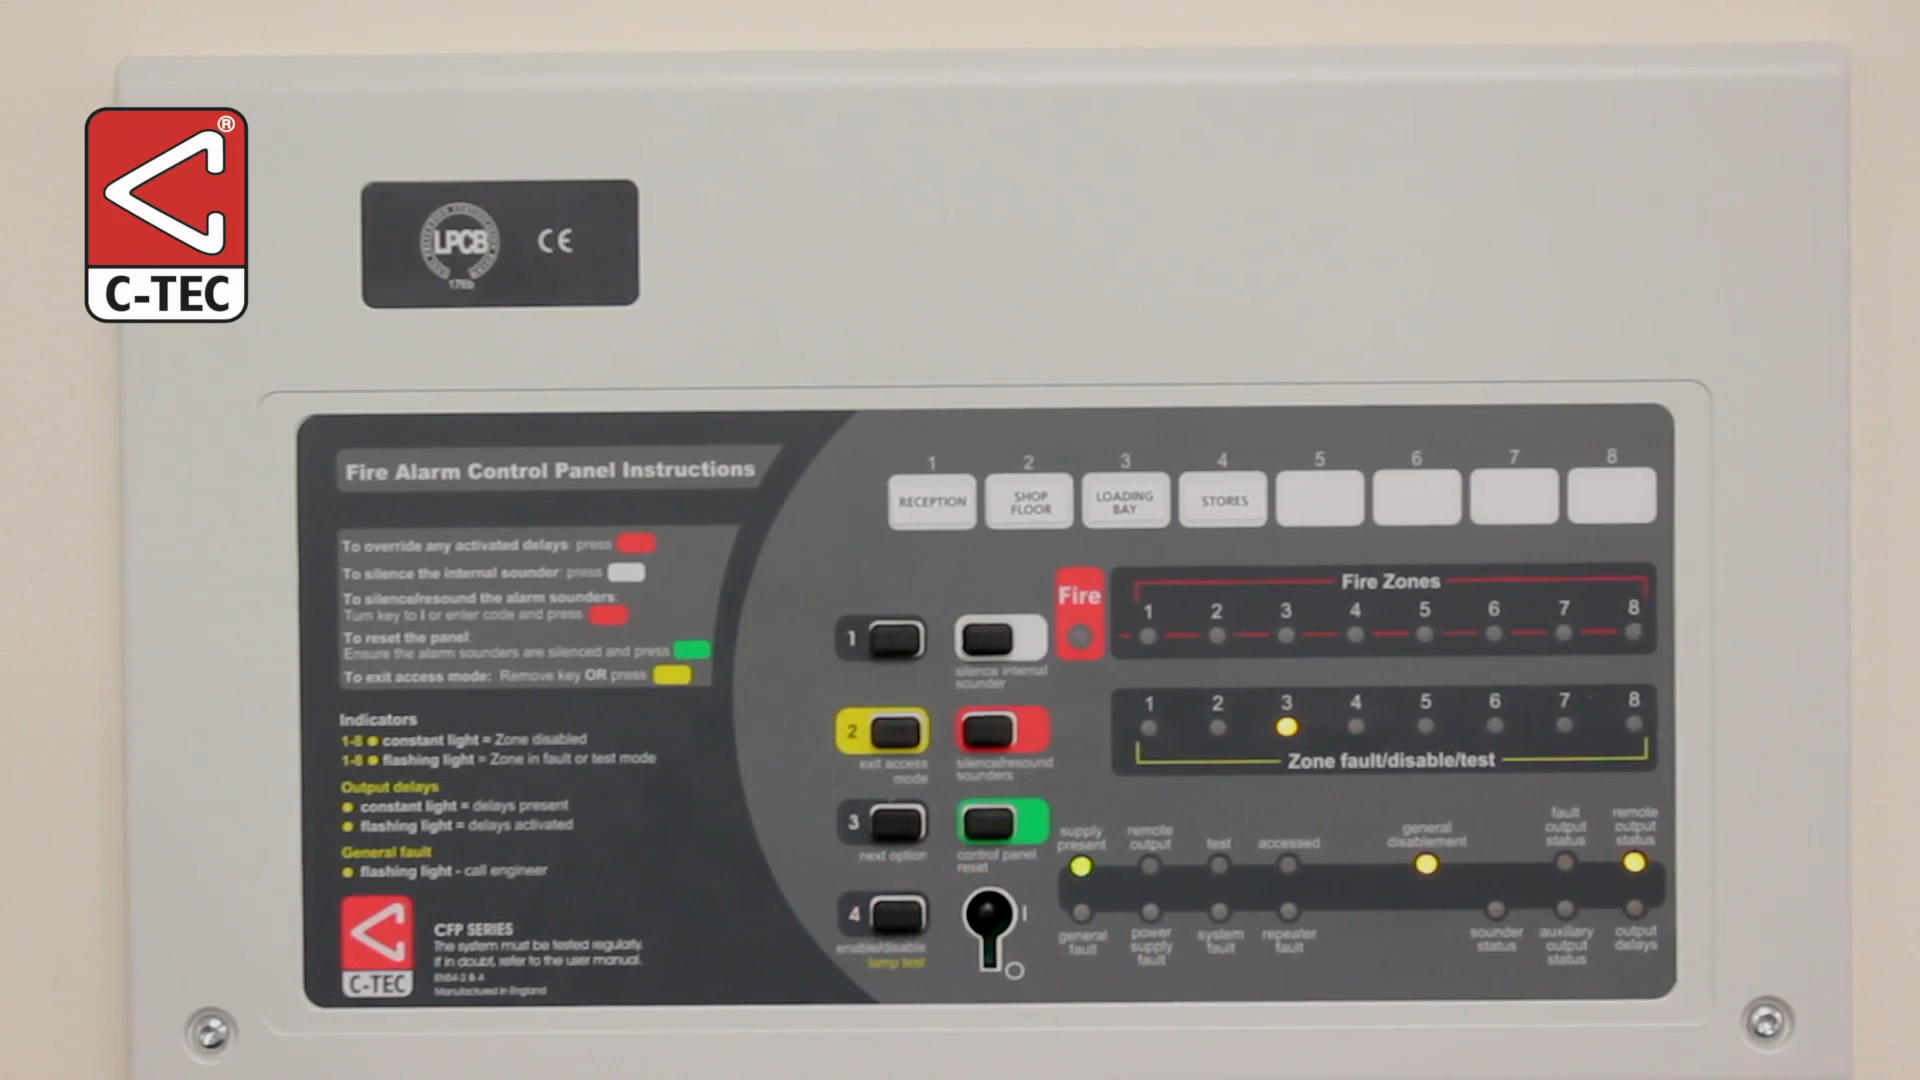 ®
C-TEC
LPCB
CE
176b
Fire Alarm Control Panel Instructions
To override any activated delays: press
To silence the internal sounder: press
To silence/resound the alarm sounders:
Turn key to I or enter code and press
To reset the panel:
Ensure the alarm sounders are silenced and press
To exit access mode: Remove key OR press
Indicators
1-8 constant light = Zone disabled
1-8 flashing light = Zone in fault or test mode
Output delays
constant light = delays present
flashing light = delays activated
General fault
flashing light - call engineer
C-TEC
CFP SERIES
The system must be tested regularly.
If in doubt, refer to the user manual.
EN54-2 & 4
Manufactured in England
1 2 3 4 5 6 7 8
RECEPTION
SHOP
FLOOR
LOADING
BAY
STORES
1
silence internal
sounder
2
exit access
mode
silence/resound
sounders
3
next option
control panel
reset
4
enable/disable
lamp test
I
O
Fire
Fire Zones
1 2 3 4 5 6 7 8
1 2 3 4 5 6 7 8
Zone fault/disable/test
supply
present
remote
output
test
accessed
general
disablement
fault
output
status
remote
output
status
general
fault
power
supply
fault
system
fault
repeater
fault
sounder
status
auxiliary
output
status
output
delays